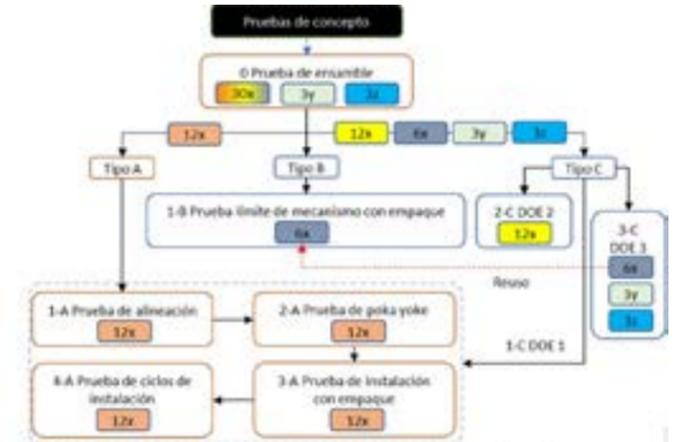 Pruebas de concepto
0 Prueba de ensamble
30x 3y 3z
12x 12x 6x 3y 3z
Tipo A Tipo B Tipo C
1-B Prueba límite de mecanismo con empaque
6x
2-C DOE 2
12x
3-C
DOE 3
6x
3y
3z
Reuso
1-A Prueba de alineación
12x
2-A Prueba de poka yoke
12x
1-C DOE 1
4-A Prueba de ciclos de
instalación
12x
3-A Prueba de instalación
con empaque
12x